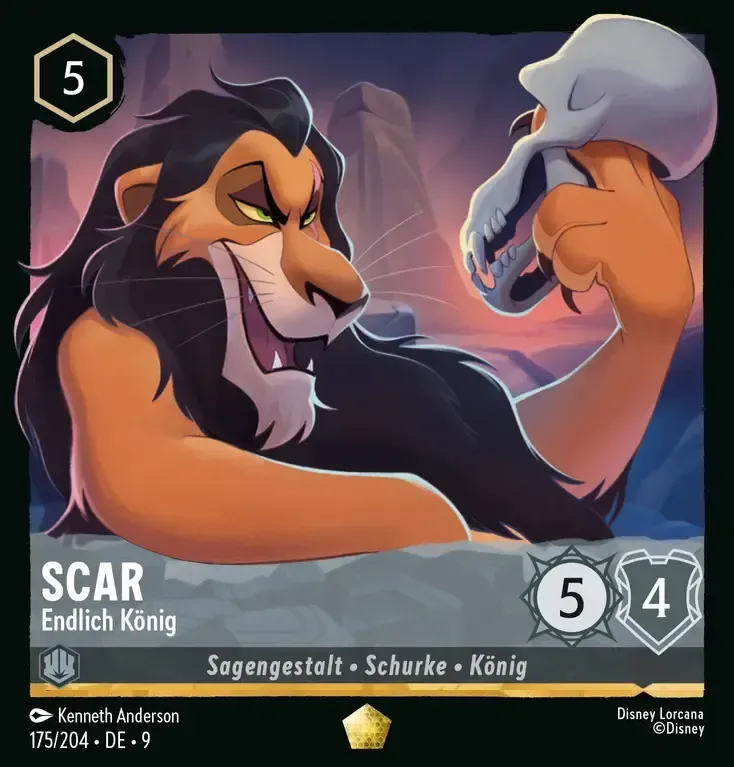 5
SCAR
Endlich König
5 4
Sagengestalt • Schurke • König
Kenneth Anderson
175/204 • DE • 9
Disney Lorcana
©Disney